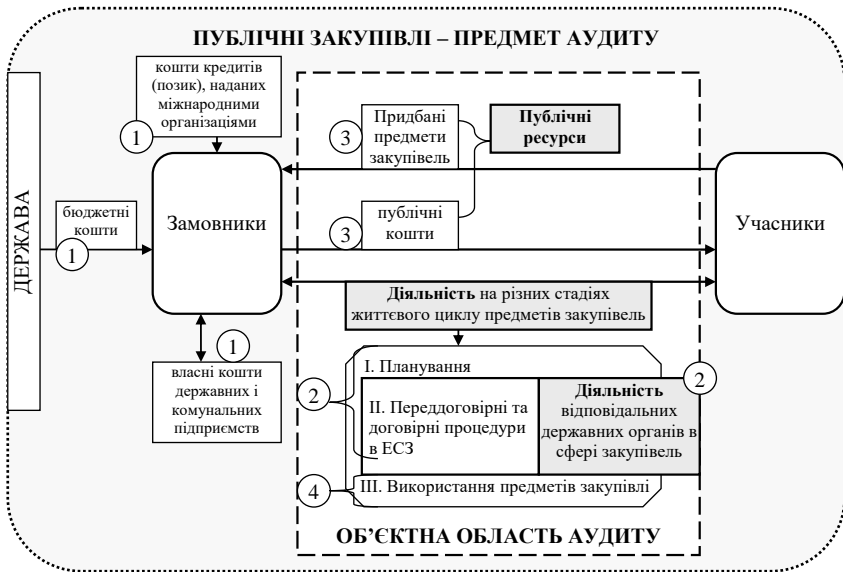 ПУБЛІЧНІ ЗАКУПІВЛІ – ПРЕДМЕТ АУДИТУ
ДЕРЖАВА
кошти кредитів
(позик), наданих
міжнародними
організаціями
1
бюджетні
кошти
1
Замовники
1
власні кошти
державних і
комунальних
підприємств
3
Придбані
предмети
закупівель
Публічні
ресурси
3
публічні
кошти
Учасники
Діяльність на різних стадіях
життєвого циклу предметів закупівель
І. Планування
2
ІІ. Переддоговірні та
договірні процедури
в ЕСЗ
2
Діяльність
відповідальних
державних органів в
сфері закупівель
4
ІІІ. Використання предметів закупівлі
ОБ’ЄКТНА ОБЛАСТЬ АУДИТУ